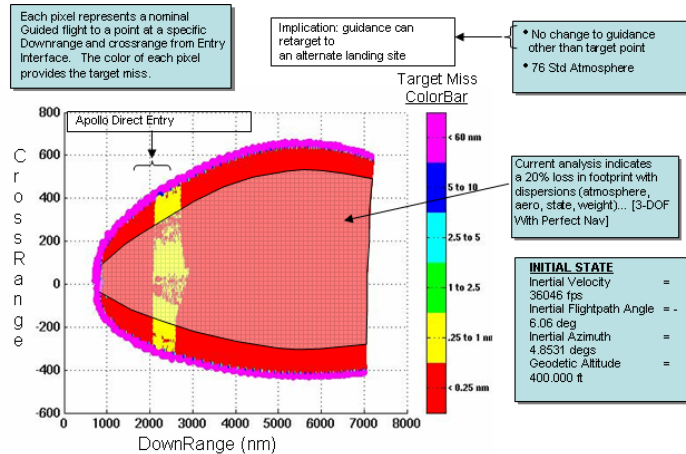 Each pixel represents a nominal
Guided flight to a point at a specific
Downrange and crossrange from Entry
Interface. The color of each pixel
provides the target miss.
Implication: guidance can
retarget to
an alternate landing site
• No change to guidance
other than target point
• 76 Std Atmosphere
Target Miss
ColorBar
Apollo Direct Entry
CrossRange
800
600
400
200
0
-200
-400
-600
0 1000 2000 3000 4000 5000 6000 7000 8000
DownRange (nm)
< 60 nm
5 to 10
2.5 to 5
1 to 2.5
.25 to 1 nm
< 0.25 nm
Current analysis indicates
a 20% loss in footprint with
dispersions (atmosphere,
aero, state, weight)... [3-DOF
With Perfect Nav]
INITIAL STATE
Inertial Velocity =
36046 fps
Inertial Flightpath Angle = -
6.06 deg
Inertial Azimuth =
4.8531 degs
Geodetic Altitude =
400.000 ft